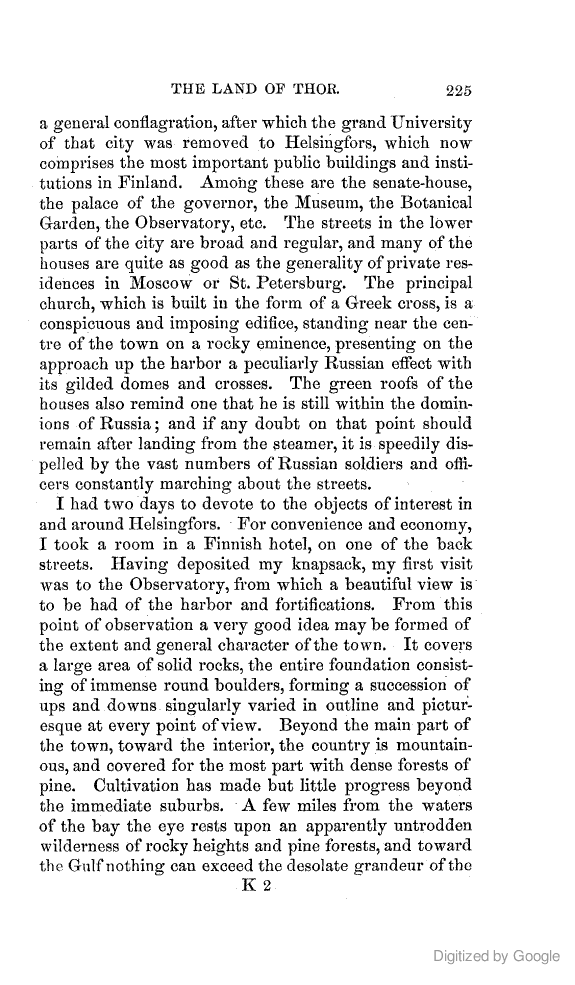 THE LAND OF THOR. 225
a general conflagration, after which the grand University
of that city was removed to Helsingfors, which now
comprises the most important public buildings and insti-
tutions in Finland. Among these are the senate-house,
the palace of the governor, the Museum, the Botanical
Garden, the Observatory, etc. The streets in the lower
parts of the city are broad and regular, and many of the
houses are quite as good as the generality of private res-
idences in Moscow or St. Petersburg. The principal
church, which is built in the form of a Greek cross, is a
conspicuous and imposing edifice, standing near the cen-
tre of the town on a rocky eminence, presenting on the
approach up the harbor a peculiarly Russian effect with
its gilded domes and crosses. The green roofs of the
houses also remind one that he is still within the domin-
ions of Russia; and if any doubt on that point should
remain after landing from the steamer, it is speedily dis-
pelled by the vast numbers of Russian soldiers and offi-
cers constantly marching about the streets.
I had two days to devote to the objects of interest in
and around Helsingfors. For convenience and economy,
I took a room in a Finnish hotel, on one of the back
streets. Having deposited my knapsack, my first visit
was to the Observatory, from which a beautiful view is
to be had of the harbor and fortifications. From this
point of observation a very good idea may be formed of
the extent and general character of the town. It covers
a large area of solid rocks, the entire foundation consist-
ing of immense round boulders, forming a succession of
ups and downs singularly varied in outline and pictur-
esque at every point of view. Beyond the main part of
the town, toward the interior, the country is mountain-
ous, and covered for the most part with dense forests of
pine. Cultivation has made but little progress beyond
the immediate suburbs. A few miles from the waters
of the bay the eye rests upon an apparently untrodden
wilderness of rocky heights and pine forests, and toward
the Gulf nothing can exceed the desolate grandeur of the
K 2
Digitized by Google